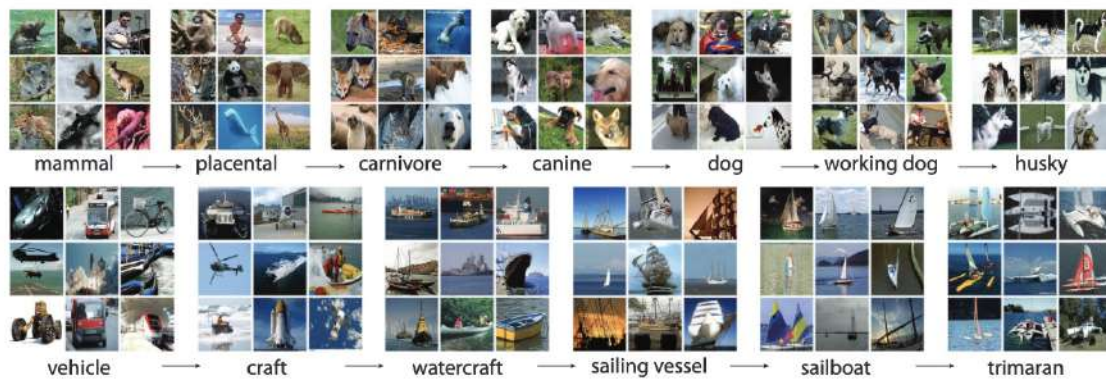 mammal → placental → carnivore → canine → dog → working dog → husky
vehicle → craft → watercraft → sailing vessel → sailboat → trimaran